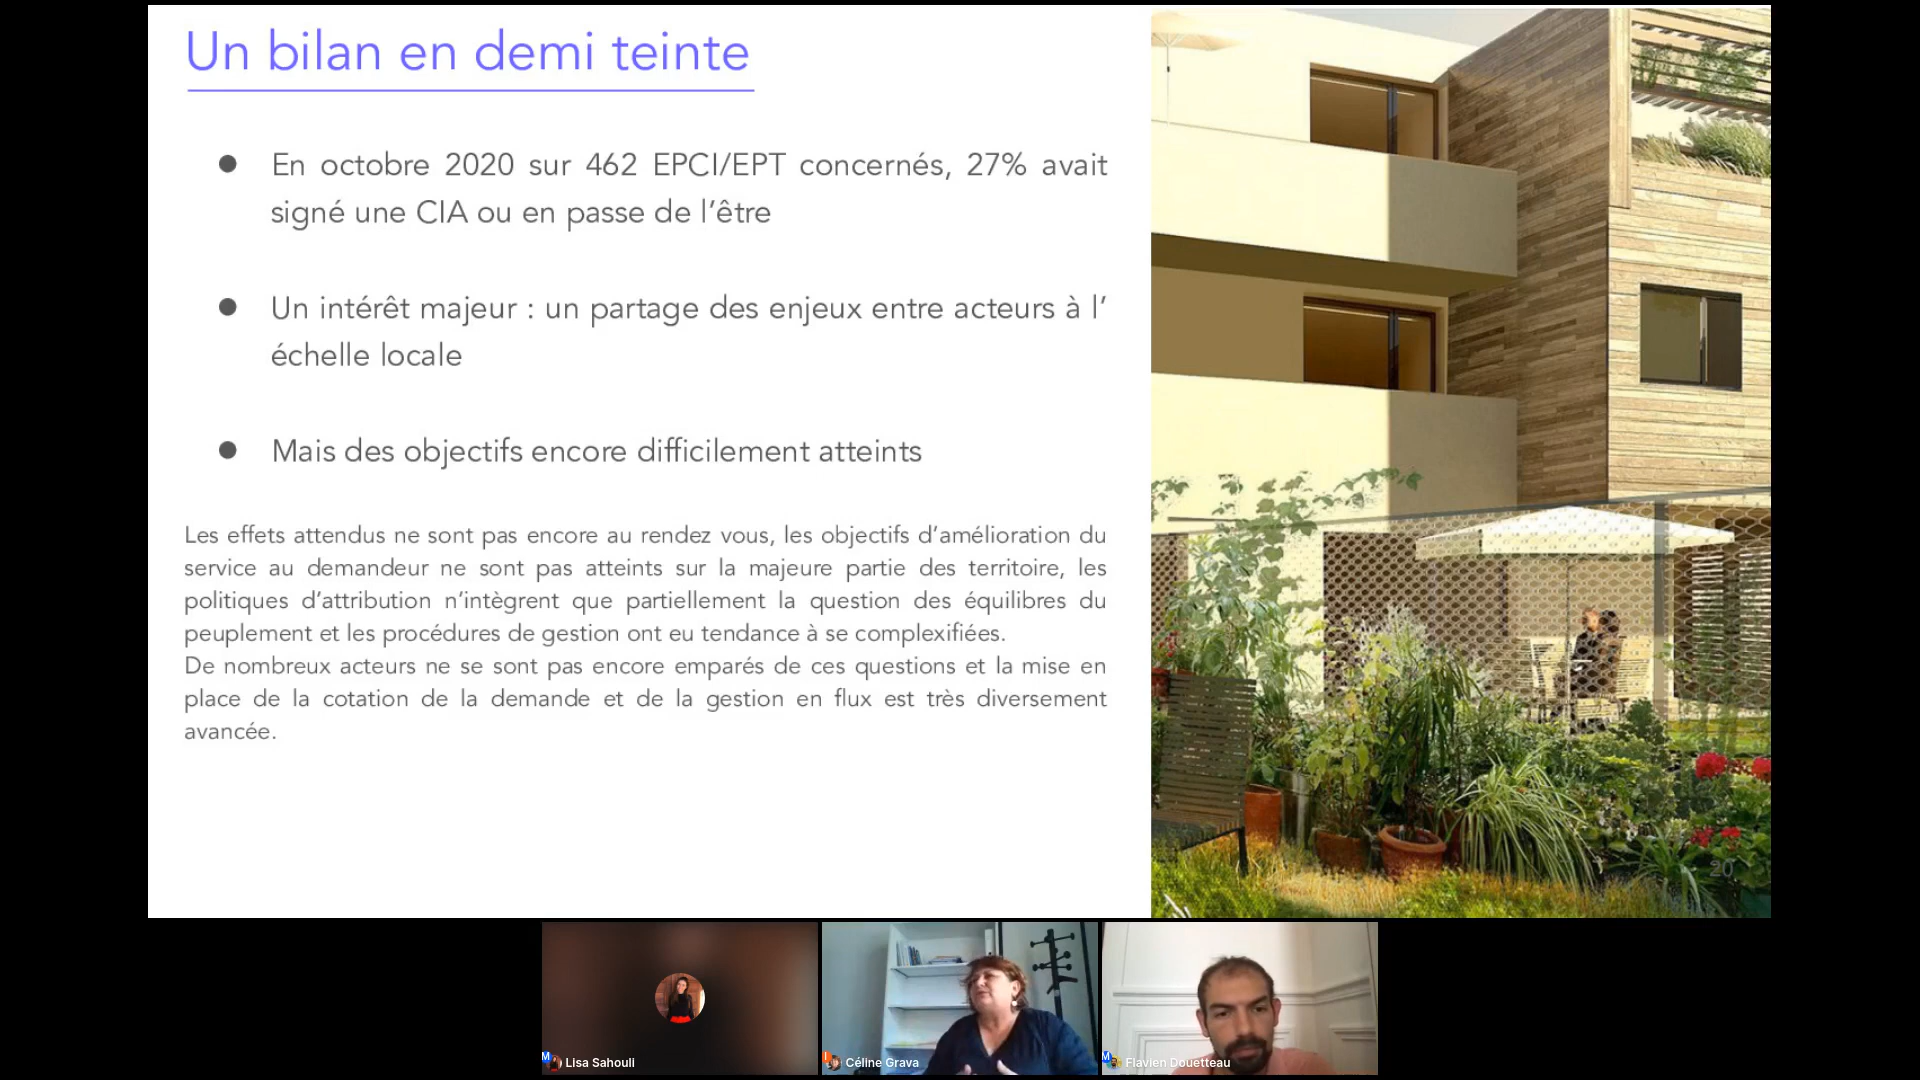 Un bilan en demi teinte
● En octobre 2020 sur 462 EPCI/EPT concernés, 27% avait
signé une CIA ou en passe de l’être
● Un intérêt majeur : un partage des enjeux entre acteurs à l’
échelle locale
● Mais des objectifs encore difficilement atteints
Les effets attendus ne sont pas encore au rendez vous, les objectifs d’amélioration du
service au demandeur ne sont pas atteints sur la majeure partie des territoire, les
politiques d’attribution n’intègrent que partiellement la question des équilibres du
peuplement et les procédures de gestion ont eu tendance à se complexifiées.
De nombreux acteurs ne se sont pas encore emparés de ces questions et la mise en
place de la cotation de la demande et de la gestion en flux est très diversement
avancée.
20
Lisa Sahouli
Céline Grava
Flavien Douetteau